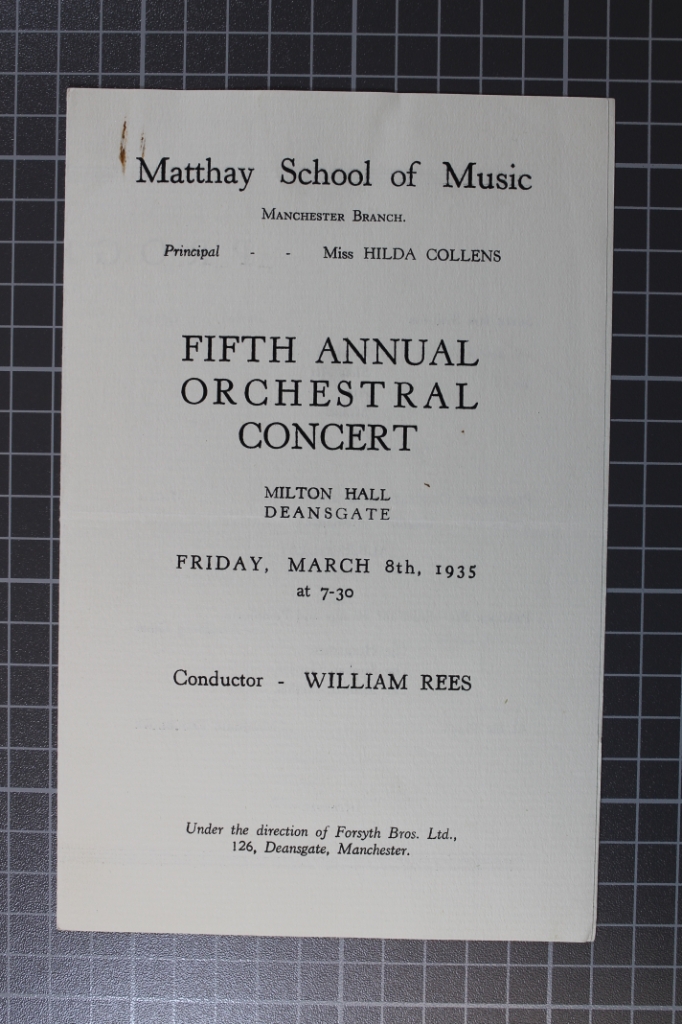 Matthay School of Music
Manchester Branch.
Principal - - Miss HILDA COLLENS
FIFTH ANNUAL
ORCHESTRAL
CONCERT
MILTON HALL
DEANSGATE
FRIDAY, MARCH 8th, 1935
at 7-30
Conductor - WILLIAM REES
Under the direction of Forsyth Bros. Ltd.,
126, Deansgate, Manchester.